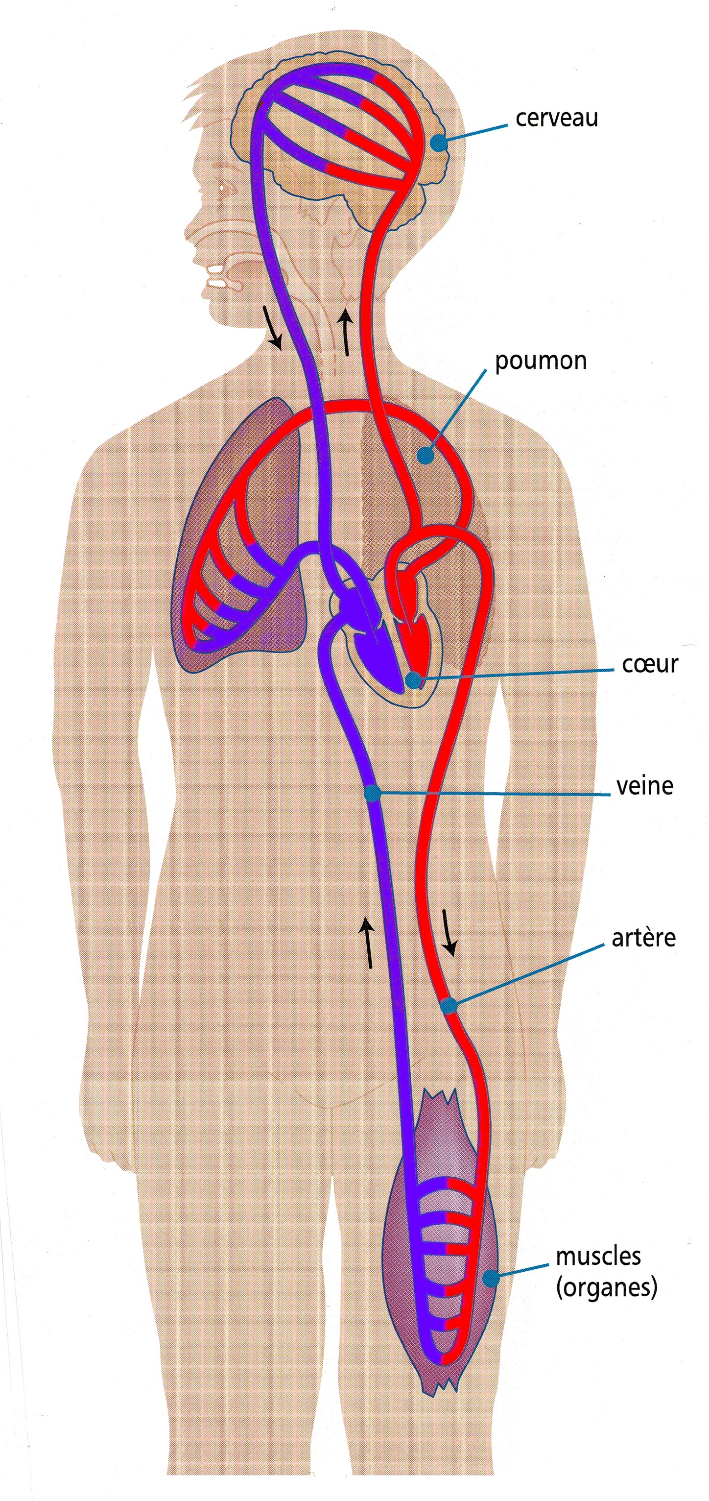 cerveau
poumon
cœur
veine
artère
muscles
(organes)